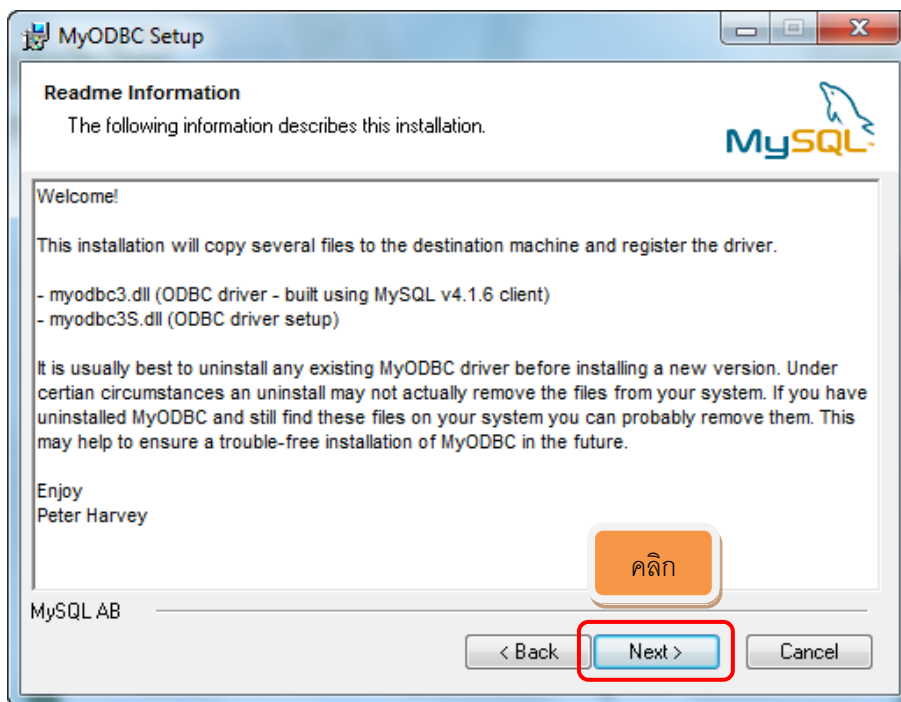 MyODBC Setup
Readme Information
The following information describes this installation.
MySQL
Welcome!
This installation will copy several files to the destination machine and register the driver.
- myodbc3.dll (ODBC driver - built using MySQL v4.1.6 client)
- myodbc3S.dll (ODBC driver setup)
It is usually best to uninstall any existing MyODBC driver before installing a new version. Under
certian circumstances an uninstall may not actually remove the files from your system. If you have
uninstalled MyODBC and still find these files on your system you can probably remove them. This
may help to ensure a trouble-free installation of MyODBC in the future.
Enjoy
Peter Harvey
คลิก
MySQL AB
< Back Next > Cancel